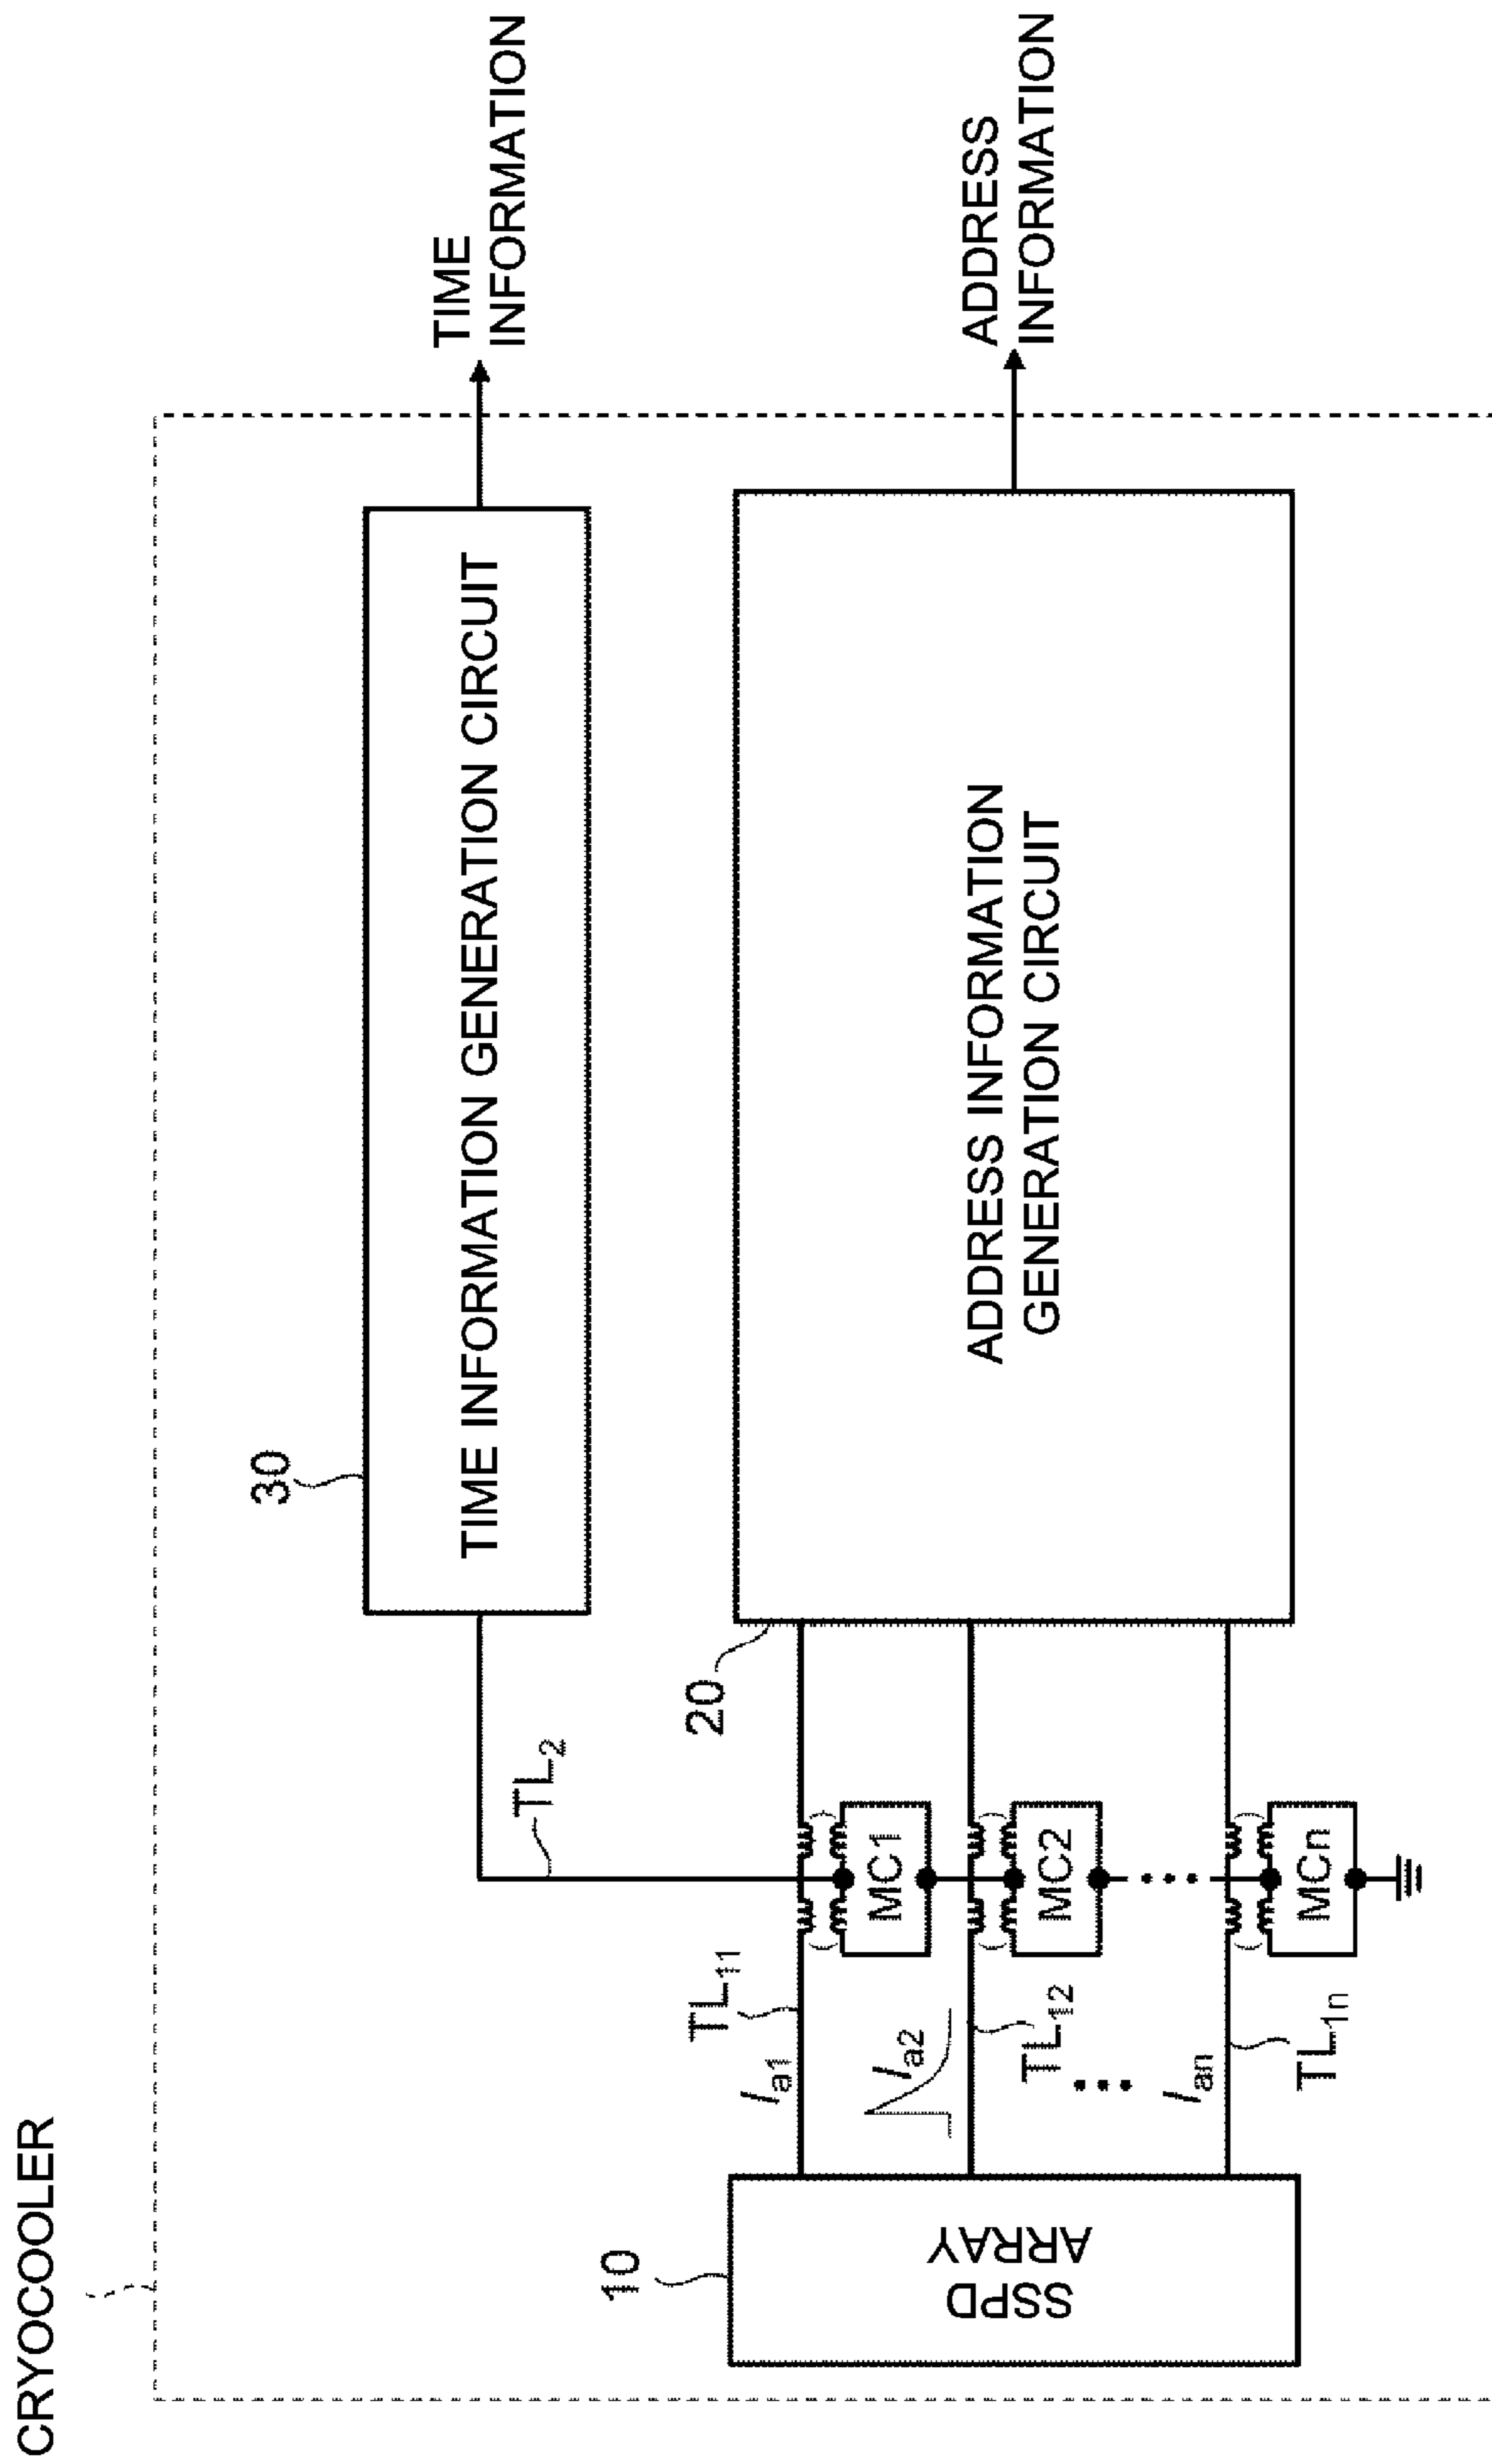 CRYOCOOLER
30
TIME INFORMATION GENERATION CIRCUIT
TIME
INFORMATION
TL2
10
SSPD
ARRAY
Ia1
TL11
Ia2
TL12
Ian
TL1n
MC1
MC2
MCn
20
ADDRESS INFORMATION
GENERATION CIRCUIT
ADDRESS
INFORMATION